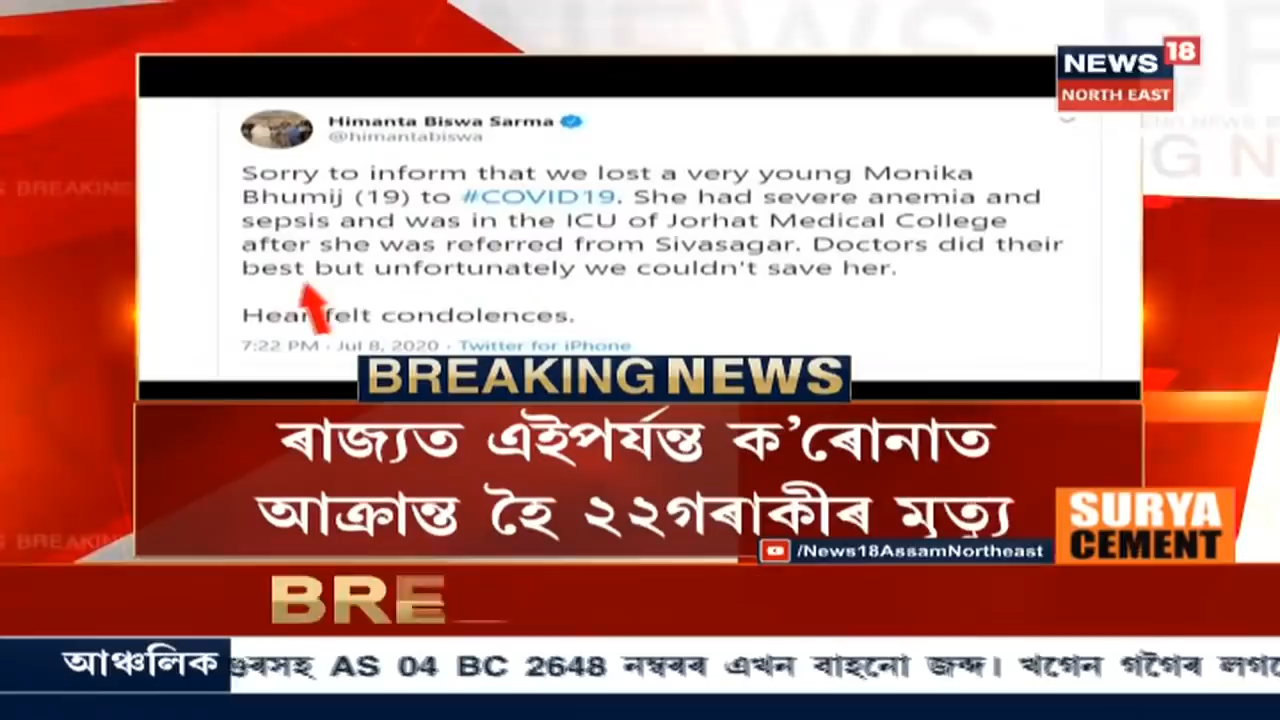 NEWS 18
NORTH EAST
Himanta Biswa Sarma
@himantabiswa
Sorry to inform that we lost a very young Monika
Bhumij (19) to #COVID19. She had severe anemia and
sepsis and was in the ICU of Jorhat Medical College
after she was referred from Sivasagar. Doctors did their
best but unfortunately we couldn't save her.
Heartfelt condolences.
7:22 PM · Jul 8, 2020 · Twitter for iPhone
BREAKING NEWS
ৰাজ্যত এইপৰ্যন্ত ক’ৰোনাত
আক্ৰান্ত হৈ ২২গৰাকীৰ মৃত্যু
SURYA
CEMENT
/News18AssamNortheast
BRE
আঞ্চলিক
AS 04 BC 2648 নম্বৰৰ এখন বাহনো জব্দ। খগেন গগৈৰ লগতে